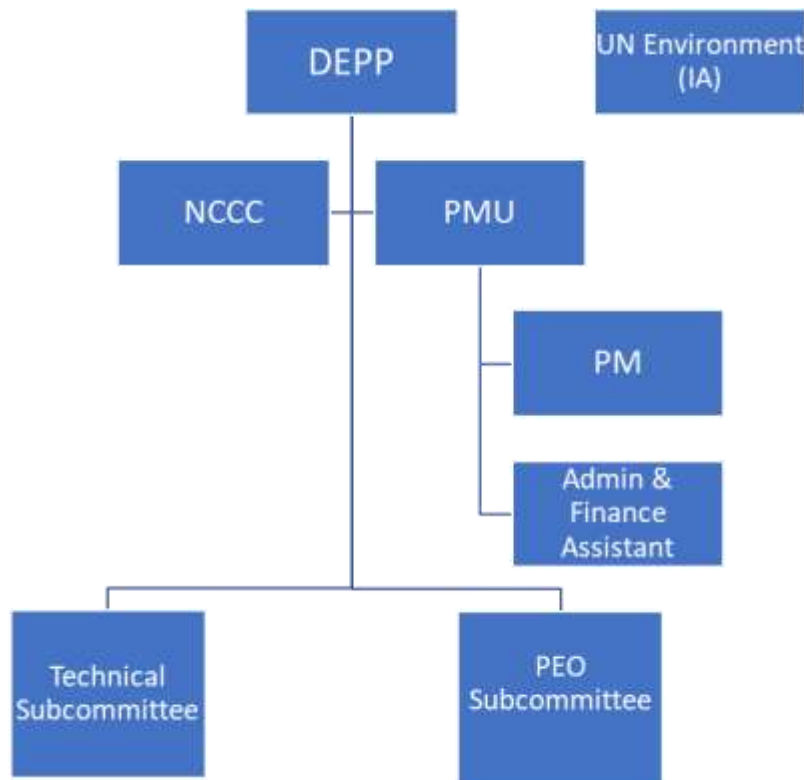 DEPP
UN Environment
(IA)
NCCC
PMU
PM
Admin &
Finance
Assistant
Technical
Subcommittee
PEO
Subcommittee